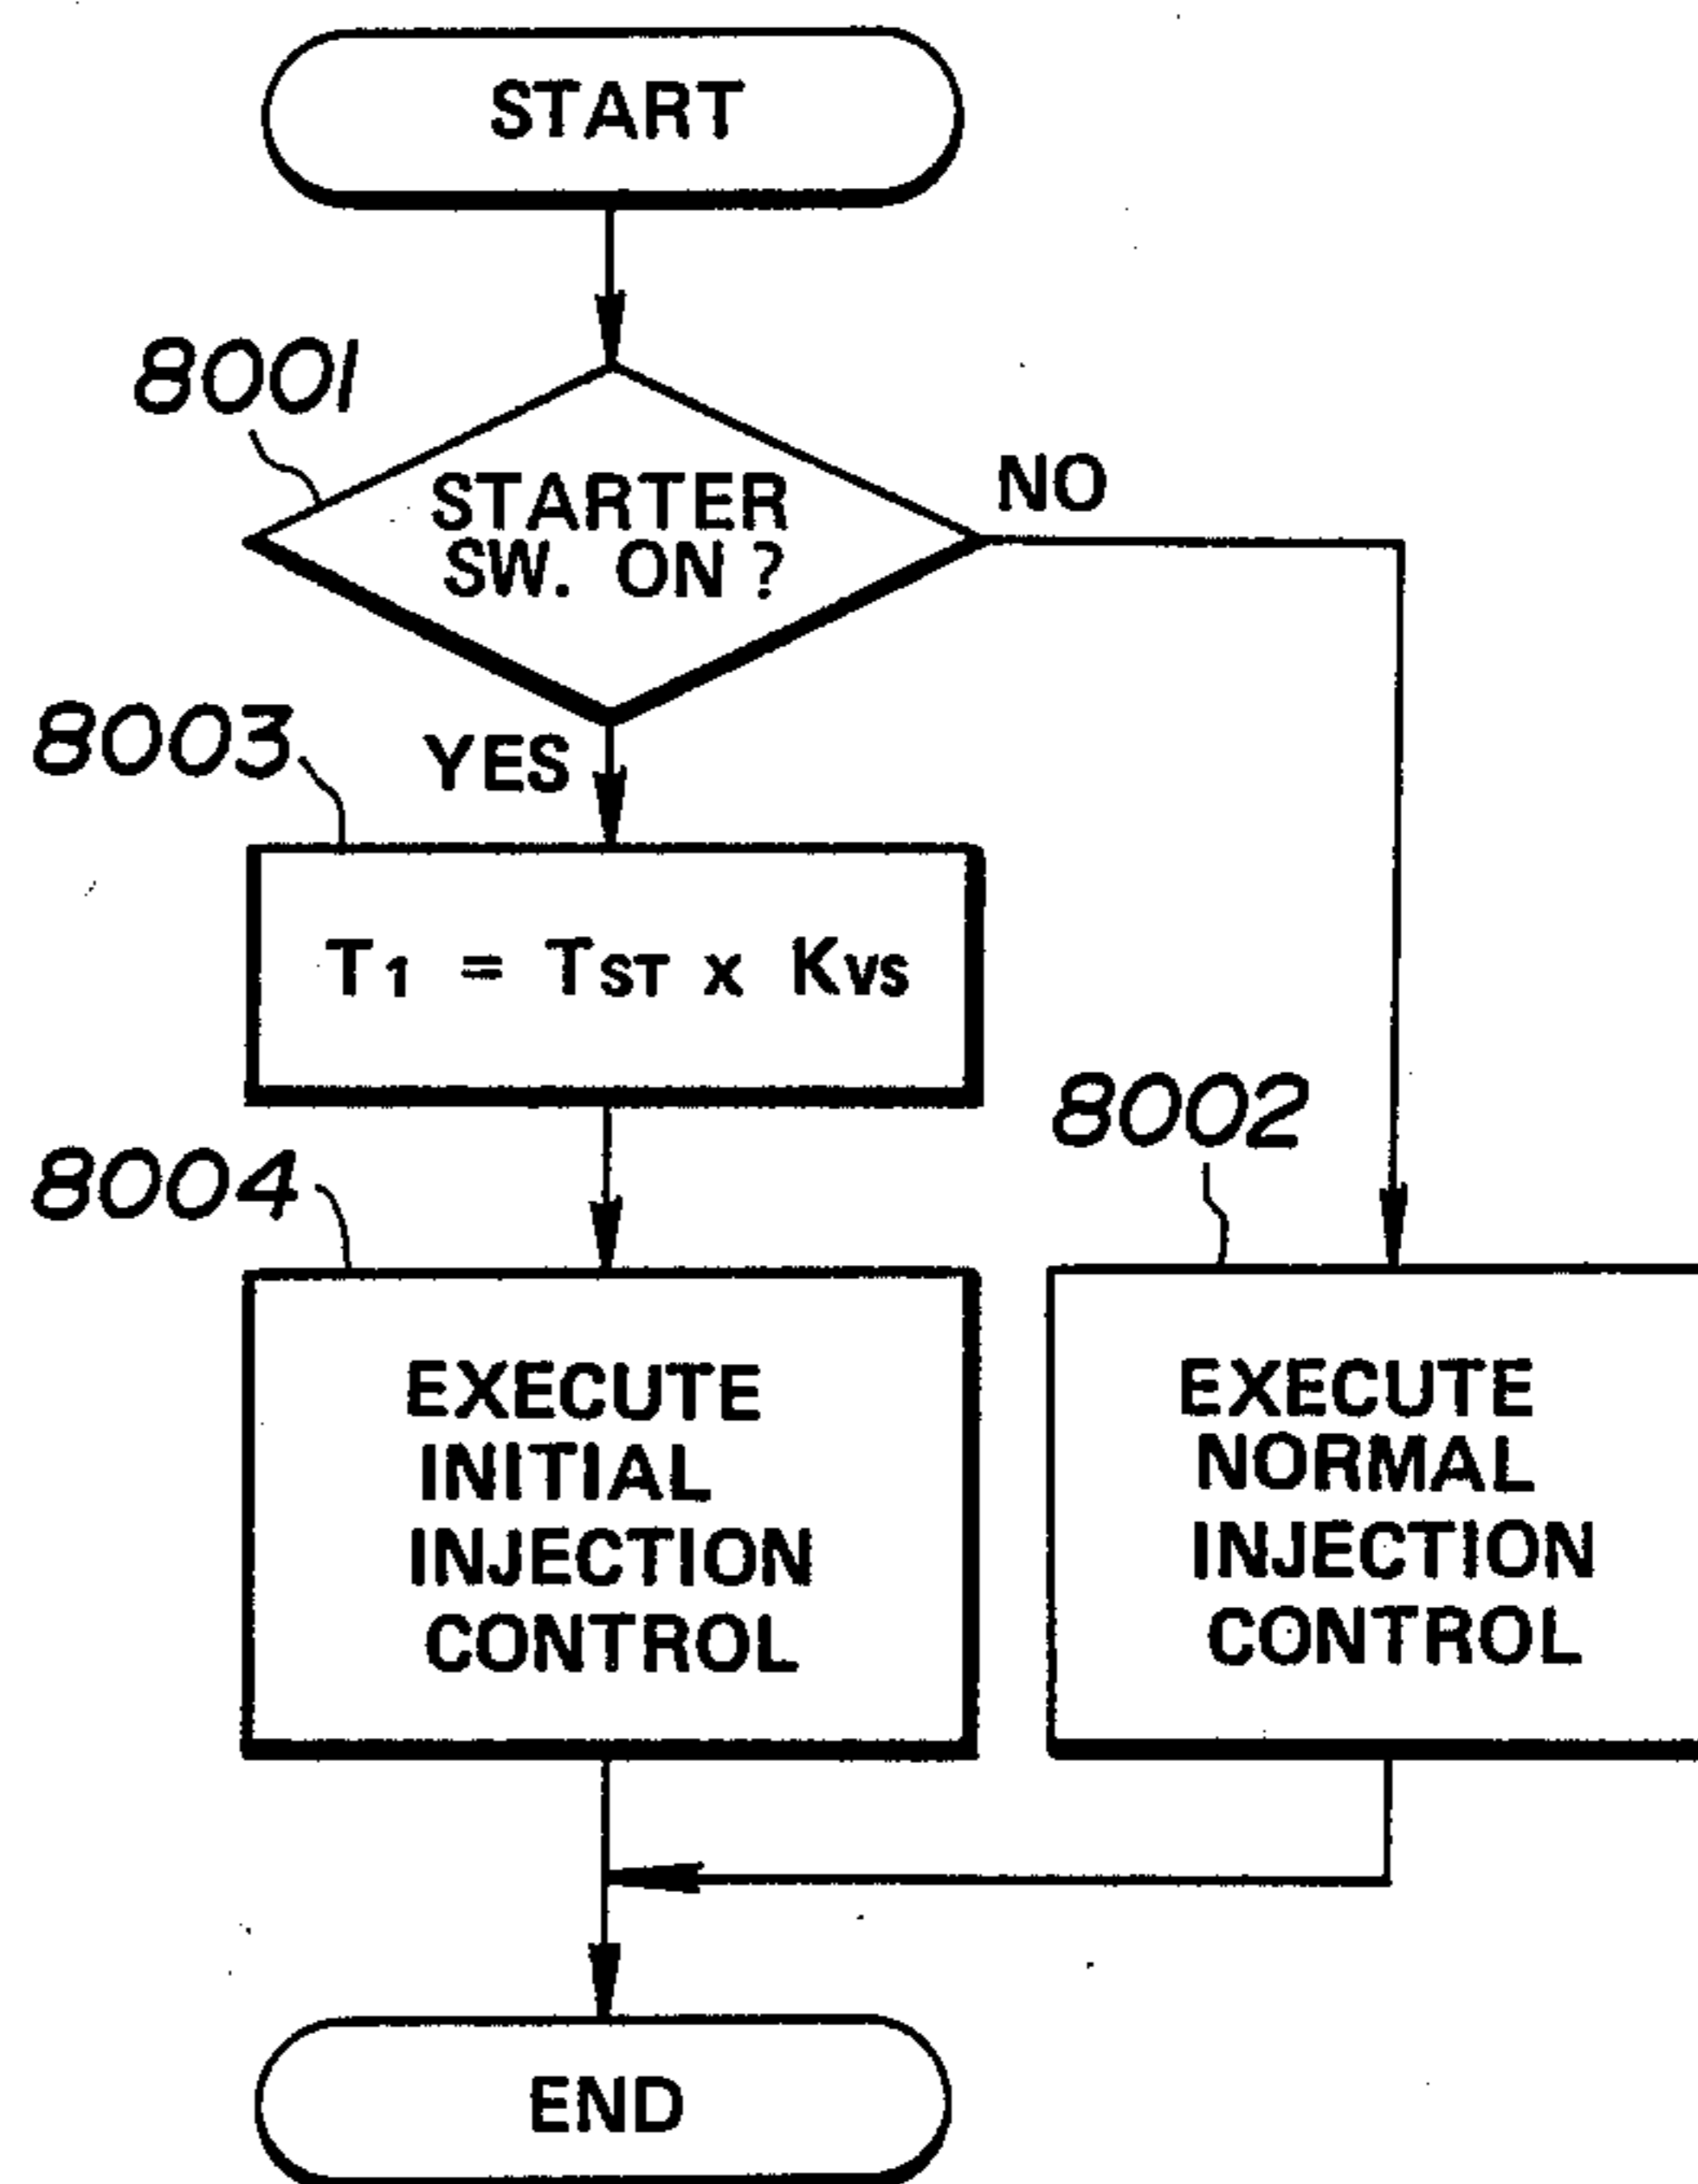 START
8001
STARTER
SW. ON ?
NO
8003
YES
T1 = TST x KVS
8002
8004
EXECUTE
INITIAL
INJECTION
CONTROL
EXECUTE
NORMAL
INJECTION
CONTROL
END